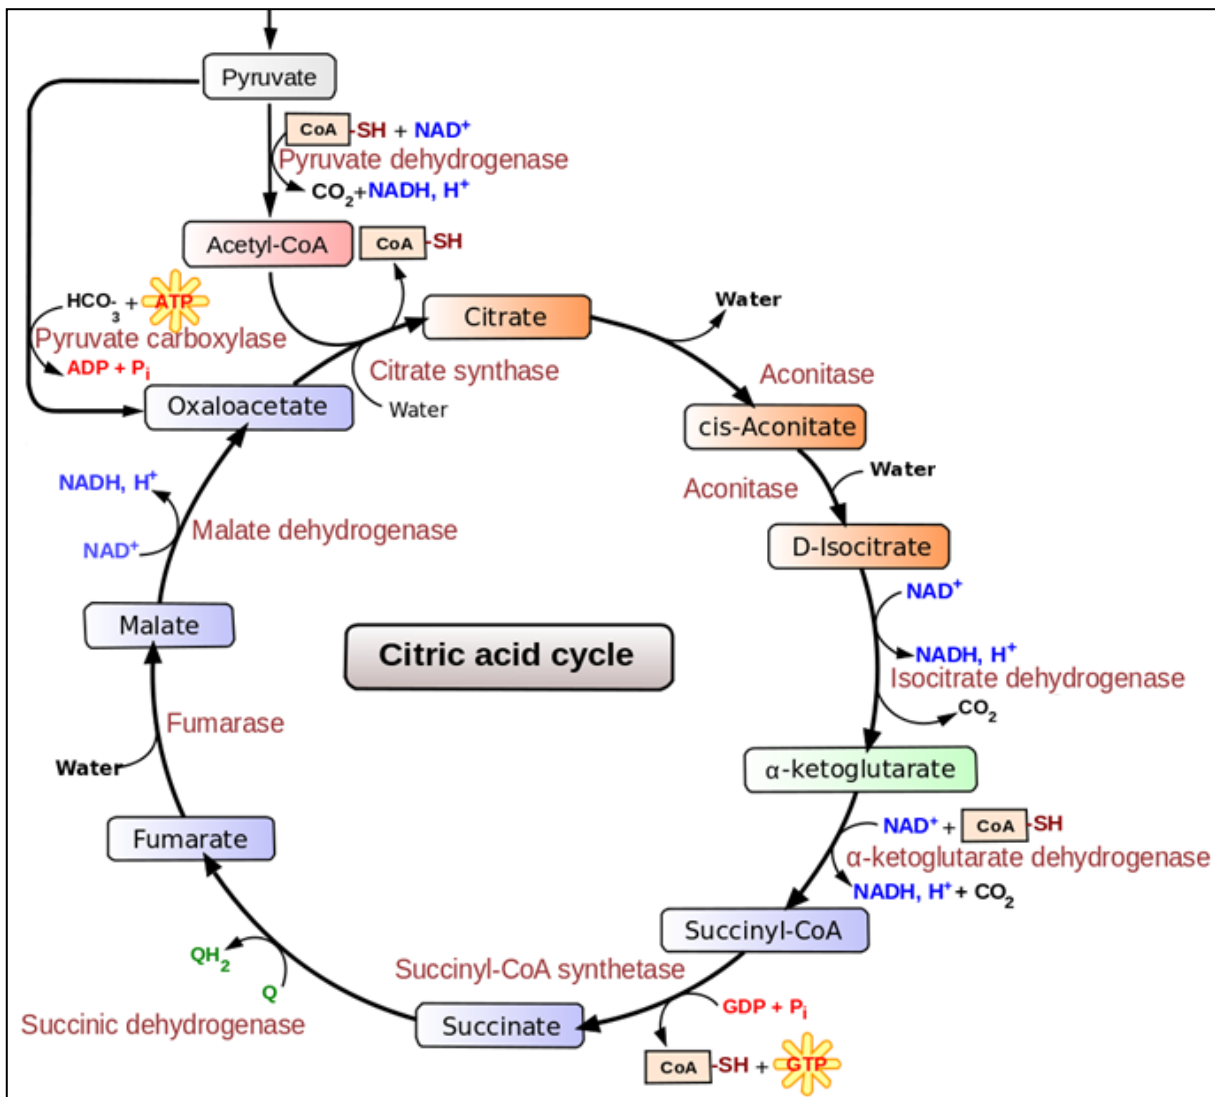 Pyruvate
CoA-SH + NAD+
Pyruvate dehydrogenase
CO2+NADH, H+
Acetyl-CoA
CoA-SH
HCO3- + ATP
Pyruvate carboxylase
ADP + Pi
Citrate
Water
Citrate synthase
Water
Oxaloacetate
Aconitase
cis-Aconitate
Water
Aconitase
D-Isocitrate
NADH, H+
NAD+
Malate dehydrogenase
NAD+
NADH, H+
Isocitrate dehydrogenase
CO2
Malate
Citric acid cycle
Fumarase
Water
α-ketoglutarate
NAD+ + CoA-SH
α-ketoglutarate dehydrogenase
NADH, H+ + CO2
Fumarate
Succinyl-CoA
Succinyl-CoA synthetase
GDP + Pi
CoA-SH + GTP
Succinate
QH2
Q
Succinic dehydrogenase